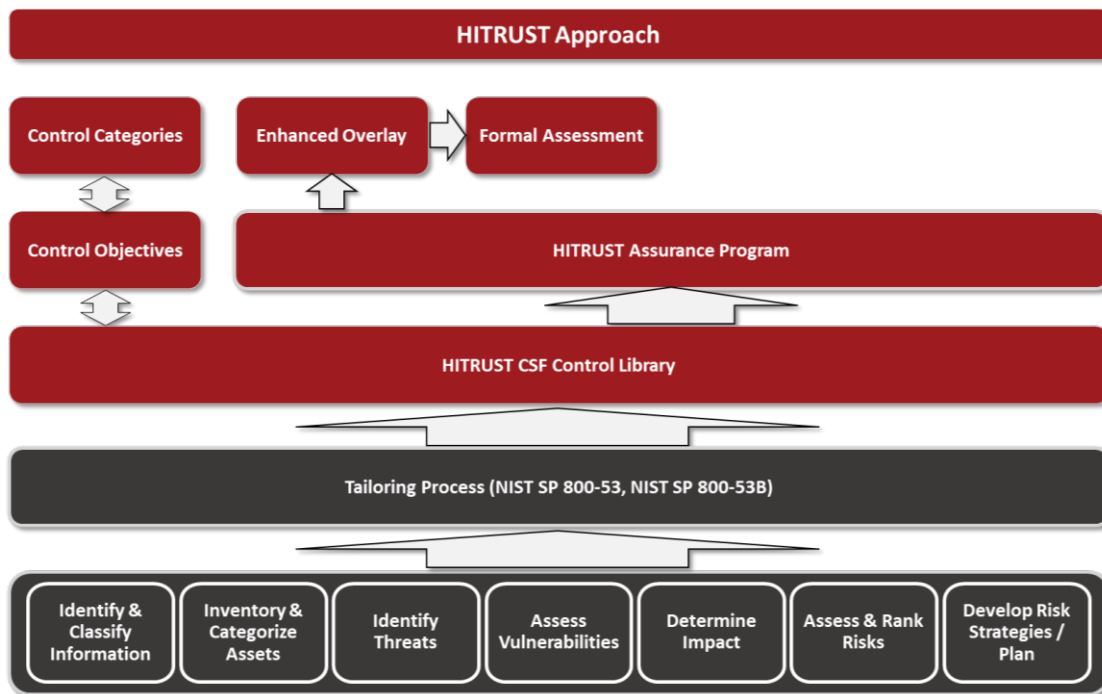 HITRUST Approach
Control Categories
Enhanced Overlay
Formal Assessment
Control Objectives
HITRUST Assurance Program
HITRUST CSF Control Library
Tailoring Process (NIST SP 800-53, NIST SP 800-53B)
Identify &
Classify
Information
Inventory &
Categorize
Assets
Identify
Threats
Assess
Vulnerabilities
Determine
Impact
Assess & Rank
Risks
Develop Risk
Strategies /
Plan